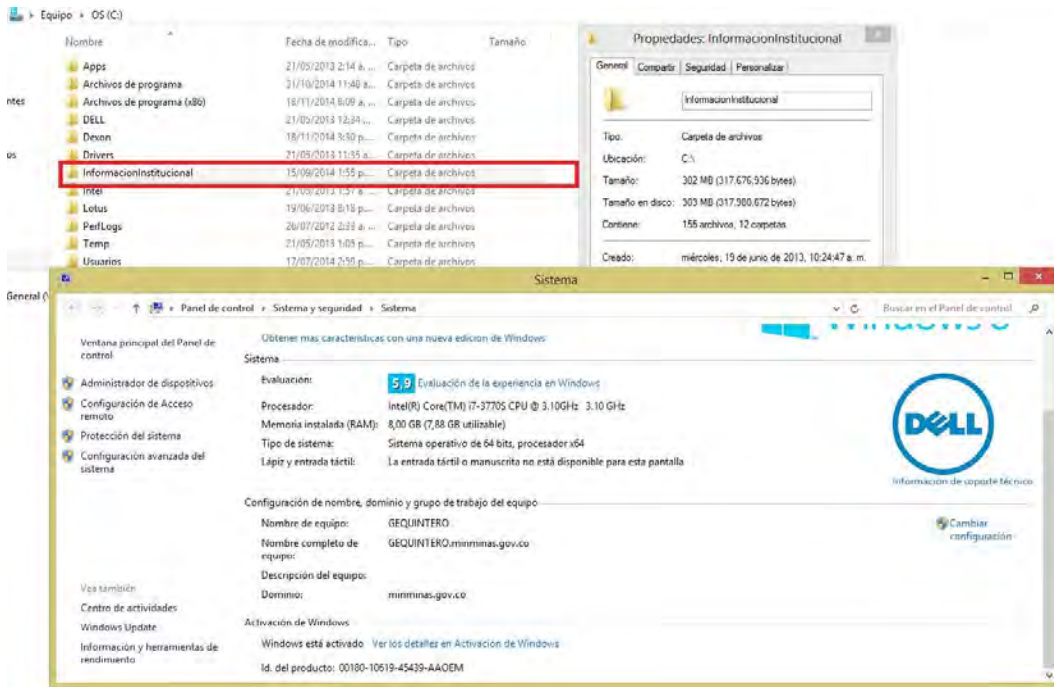 Equipo ▸ OS (C:)
Nombre Fecha de modifica... Tipo Tamaño
Apps 21/05/2013 2:14 a. ... Carpeta de archivos
Archivos de programa 31/10/2014 11:40 a... Carpeta de archivos
Archivos de programa (x86) 18/11/2014 8:09 a. ... Carpeta de archivos
DELL 21/05/2013 12:34 ... Carpeta de archivos
Dexon 18/11/2014 3:30 p.... Carpeta de archivos
Drivers 21/05/2013 11:35 a... Carpeta de archivos
InformacionInstitucional 15/09/2014 1:55 p.... Carpeta de archivos
Intel 21/05/2013 1:57 a. ... Carpeta de archivos
Lotus 19/06/2013 8:18 p.... Carpeta de archivos
PerfLogs 26/07/2012 2:33 a. ... Carpeta de archivos
Temp 21/05/2013 1:03 p.... Carpeta de archivos
Usuarios 17/07/2014 2:59 p.... Carpeta de archivos
ntes
os
General (
Propiedades: InformacionInstitucional
General Compartir Seguridad Personalizar
InformacionInstitucional
Tipo: Carpeta de archivos
Ubicación: C:\
Tamaño: 302 MB (317.676.936 bytes)
Tamaño en disco: 303 MB (317.980.672 bytes)
Contiene: 155 archivos, 12 carpetas
Creado: miércoles, 19 de junio de 2013, 10:24:47 a. m.
Sistema
Panel de control ▸ Sistema y seguridad ▸ Sistema
Buscar en el Panel de control
Ventana principal del Panel de
control
Administrador de dispositivos
Configuración de Acceso
remoto
Protección del sistema
Configuración avanzada del
sistema
Vea también
Centro de actividades
Windows Update
Información y herramientas de
rendimiento
Obtener más características con una nueva edición de Windows
Sistema
Evaluación: 5,9 Evaluación de la experiencia en Windows
Procesador: Intel(R) Core(TM) i7-3770S CPU @ 3.10GHz 3.10 GHz
Memoria instalada (RAM): 8,00 GB (7,88 GB utilizable)
Tipo de sistema: Sistema operativo de 64 bits, procesador x64
Lápiz y entrada táctil: La entrada táctil o manuscrita no está disponible para esta pantalla
DELL
Información de soporte técnico
Configuración de nombre, dominio y grupo de trabajo del equipo
Nombre de equipo: GEQUINTERO
Nombre completo de
equipo: GEQUINTERO.minminas.gov.co
Descripción del equipo:
Dominio: minminas.gov.co
Cambiar
configuración
Activación de Windows
Windows está activado Ver los detalles en Activación de Windows
Id. del producto: 00180-10619-45439-AAOEM